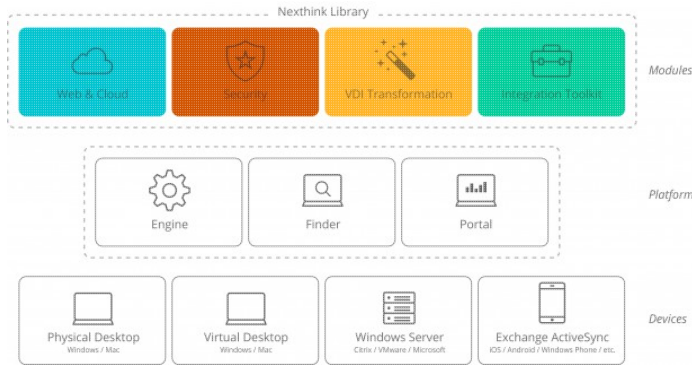 Nexthink Library
Web & Cloud
Security
VDI Transformation
Integration Toolkit
Modules
Engine
Finder
Portal
Platform
Physical Desktop
Windows / Mac
Virtual Desktop
Windows / Mac
Windows Server
Citrix / VMware / Microsoft
Exchange ActiveSync
iOS / Android / Windows Phone / etc.
Devices